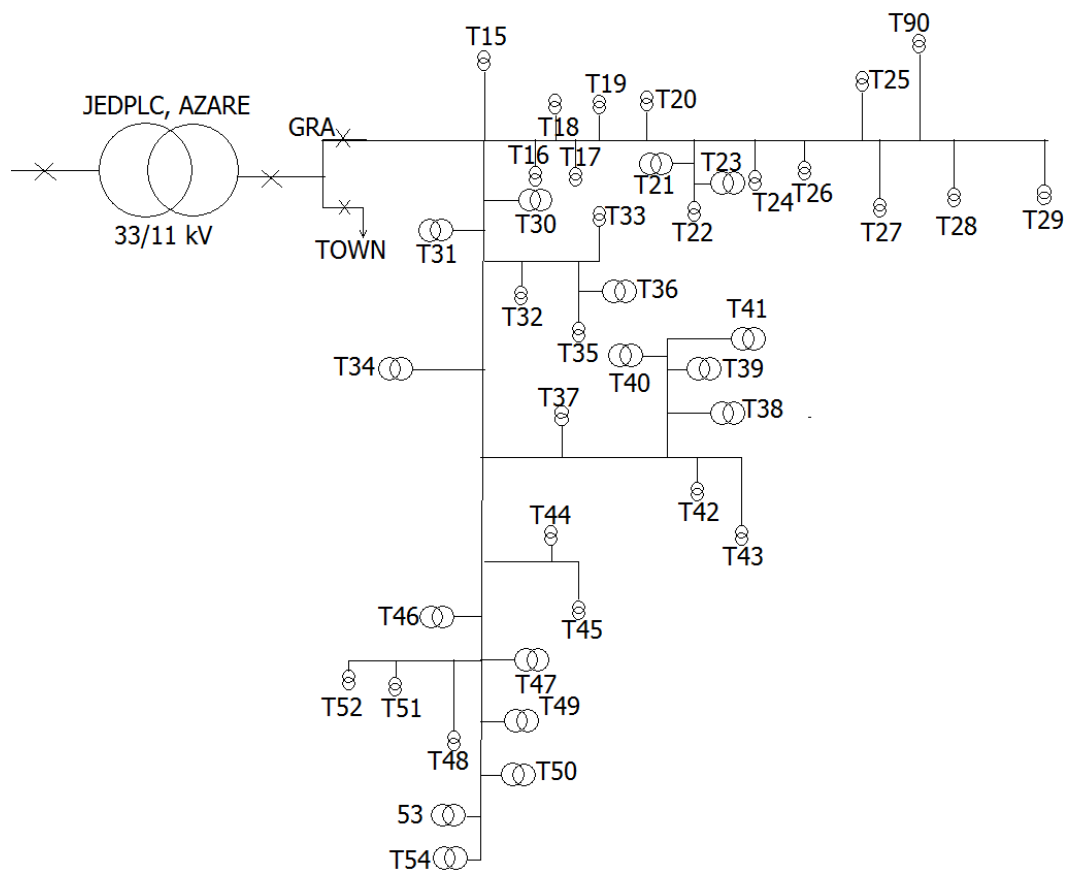 T90
T15
T19
T25
JEDPLC, AZARE
T20
GRA
T18
T16
T17
T23
T21
T24
T26
T33
T30
T22
T27
T28
T29
33/11 kV
TOWN
T31
T36
T32
T41
T35
T34
T40
T39
T37
T38
T42
T44
T43
T46
T45
T47
T52
T51
T49
T48
T50
53
T54